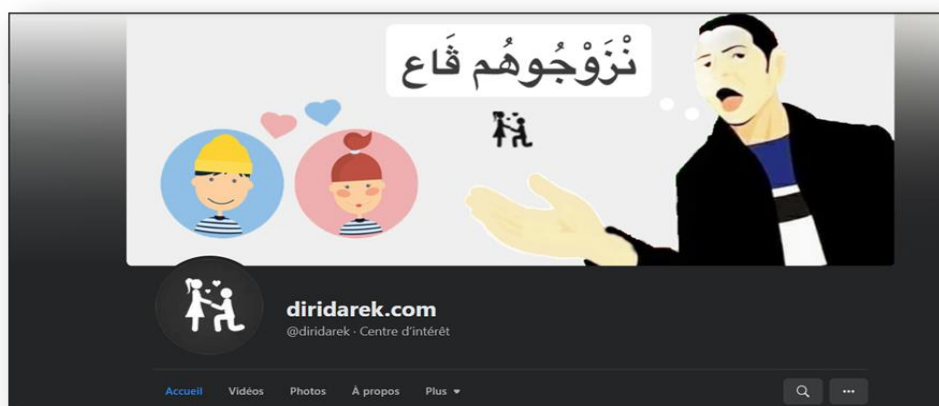 نْزَوْجُوهُم ڨَاع
diridarek.com
@diridarek · Centre d'intérêt
Accueil Vidéos Photos À propos Plus